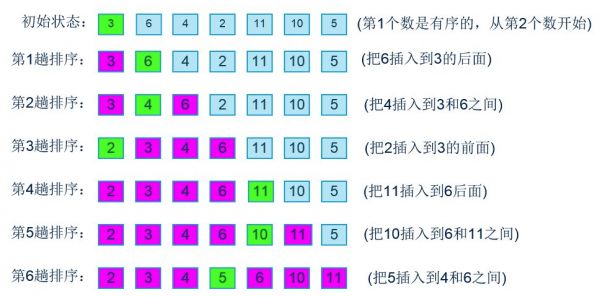 初始状态： 3 6 4 2 11 10 5 (第1个数是有序的，从第2个数开始)
第1趟排序： 3 6 4 2 11 10 5 (把6插入到3的后面)
第2趟排序： 3 4 6 2 11 10 5 (把4插入到3和6之间)
第3趟排序： 2 3 4 6 11 10 5 (把2插入到3的前面)
第4趟排序： 2 3 4 6 11 10 5 (把11插入到6后面)
第5趟排序： 2 3 4 6 10 11 5 (把10插入到6和11之间)
第6趟排序： 2 3 4 5 6 10 11 (把5插入到4和6之间)